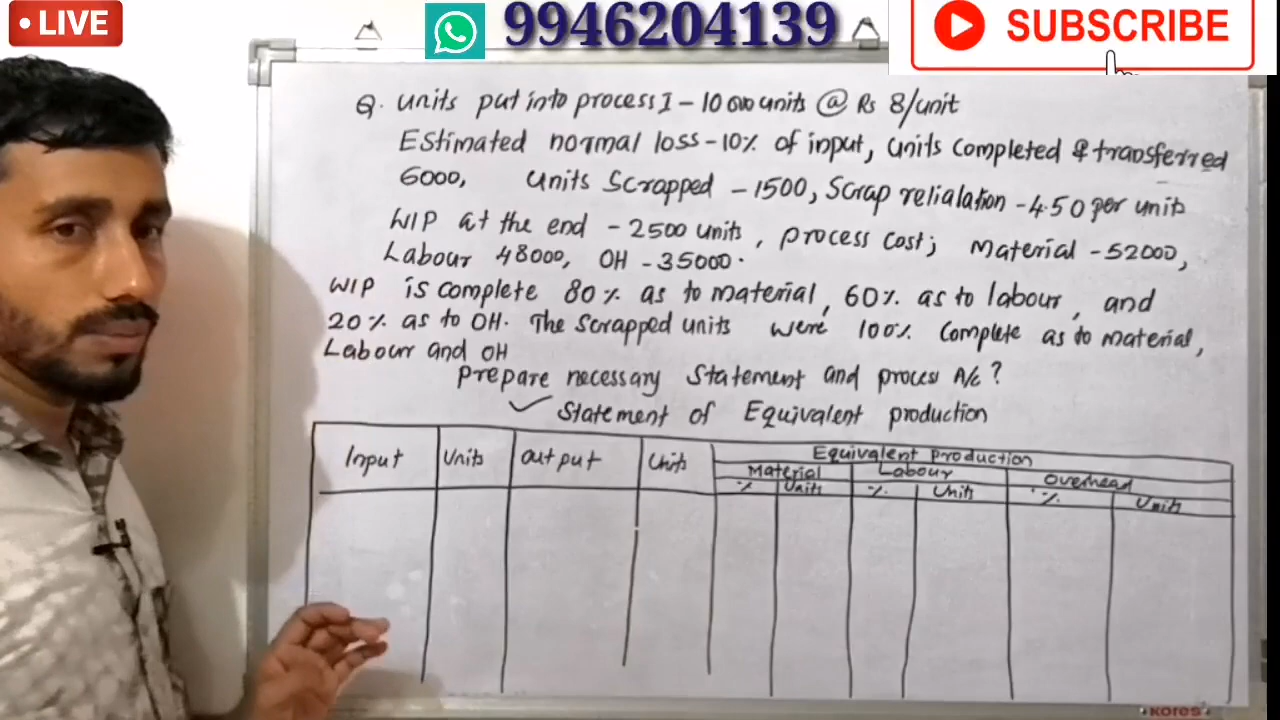 LIVE
9946204139
SUBSCRIBE
Q. Units put into process I - 10000 units @ Rs 8/unit
Estimated normal loss - 10% of input, Units completed & transferred
6000, Units Scrapped - 1500, Scrap relialation - 4.50 per unit
WIP at the end - 2500 units, process cost; Material - 52000,
Labour 48000, OH - 35000.
WIP is complete 80% as to material, 60% as to labour, and
20% as to OH. The Scrapped units were 100% complete as to material,
Labour and OH
Prepare necessary Statement and process A/c?
Statement of Equivalent production
Input Units Output Units Equivalent production
Material Labour Overhead
% Units % Units % Units
Kores